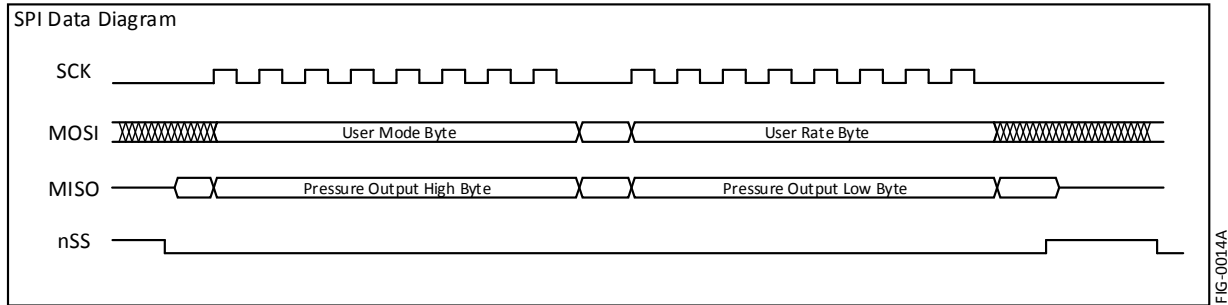 SPI Data Diagram
SCK
MOSI User Mode Byte User Rate Byte
MISO Pressure Output High Byte Pressure Output Low Byte
nSS
FIG-0014A